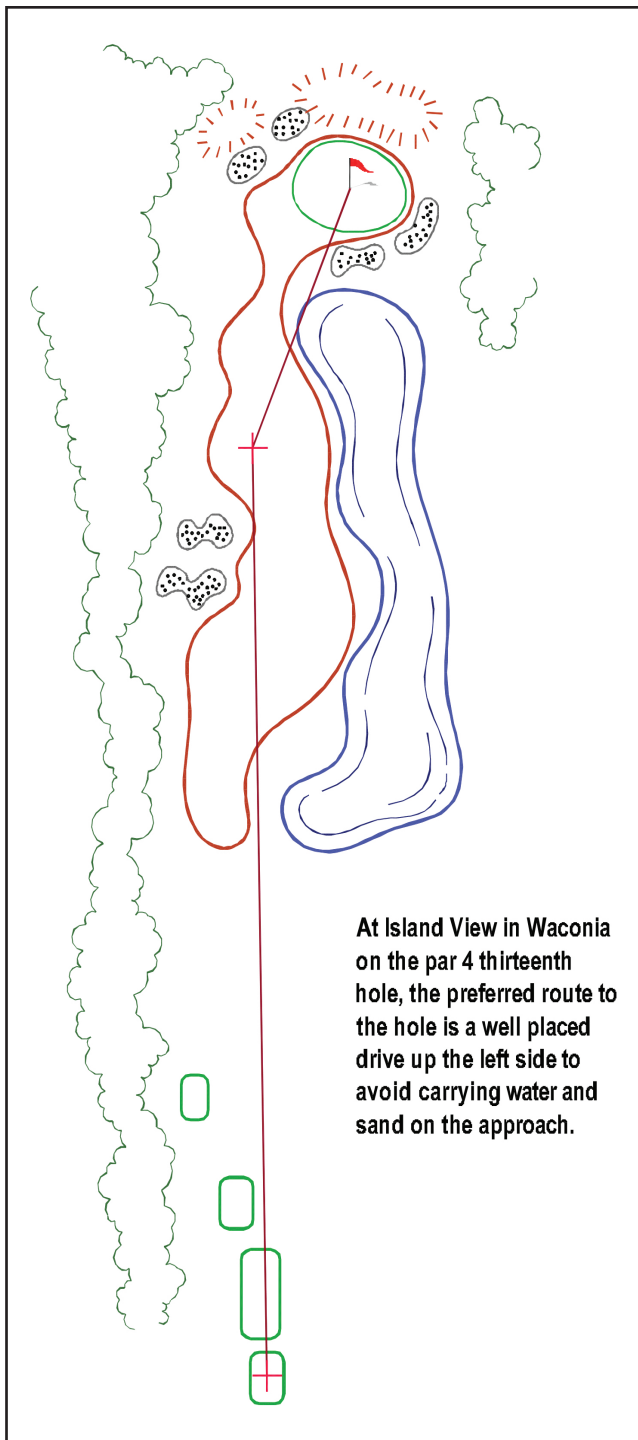 At Island View in Waconia
on the par 4 thirteenth
hole, the preferred route to
the hole is a well placed
drive up the left side to
avoid carrying water and
sand on the approach.